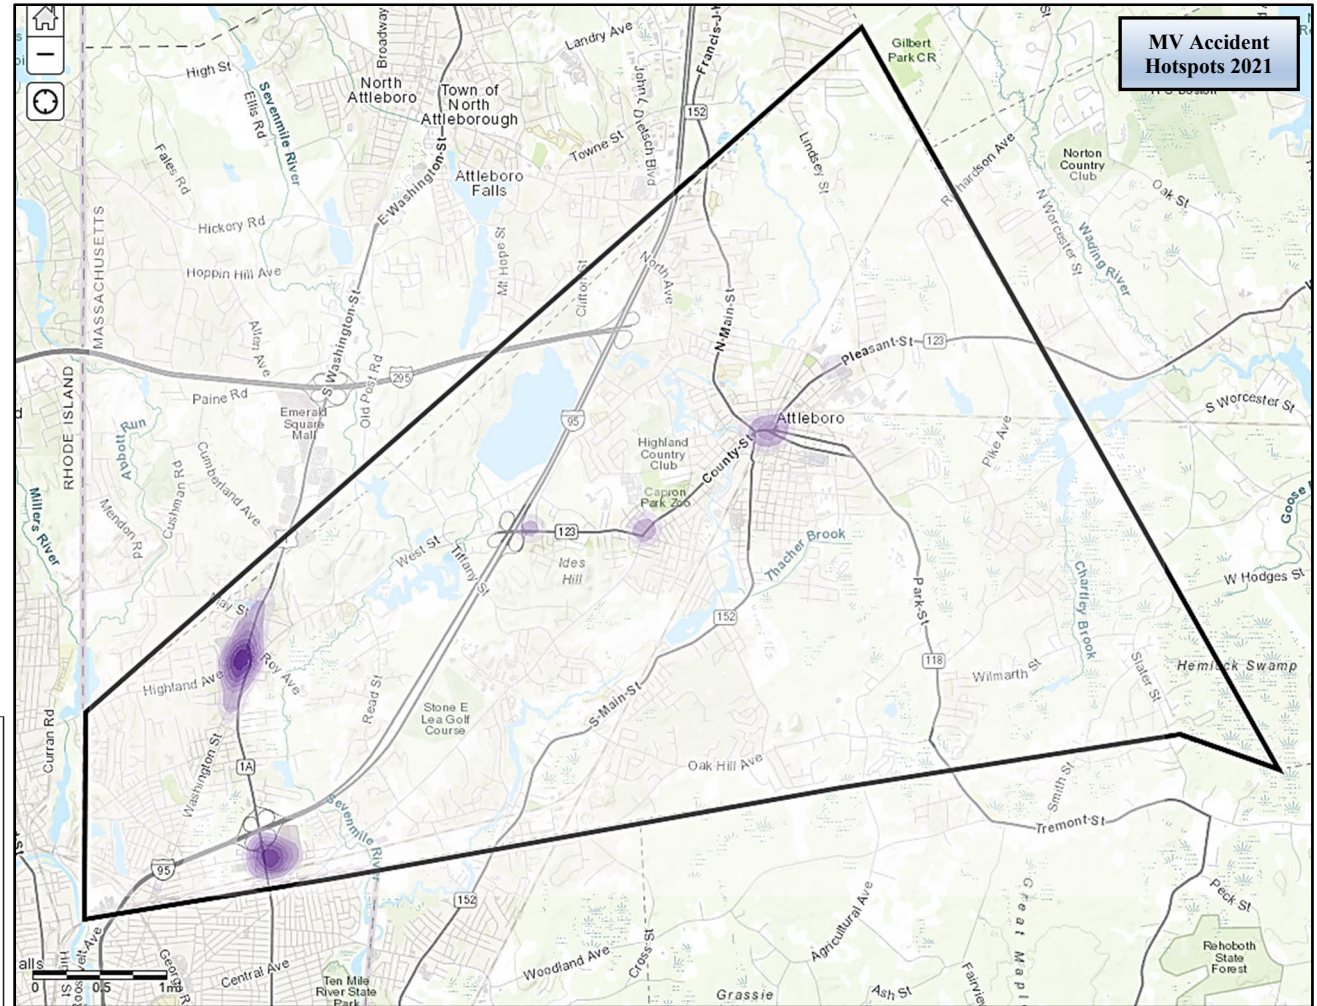 MV Accident
Hotspots 2021
Landry Ave
Gilbert
Park CR
Broadway
High St
Ellis Rd
Sevenmile River
North
Attleboro
Town of
North
Attleborough
John L Dietsch Blvd
152
Towne St
Lindsey St
Richardson Ave
Norton
Country
Club
Oak St
Fales Rd
Attleboro
Falls
E-Washington-St
Hickory Rd
N Worcester St
Wading River
MASSACHUSETTS
Hoppin Hill Ave
Mt Hope St
Clifton St
North Ave
N-Main-St
Allen Ave
S Washington-St
Old Post Rd
295
Pleasant-St
123
Paine Rd
RHODE ISLAND
Emerald
Square
Mall
95
Attleboro
S Worcester St
Abbott Run
Cumberland Ave
Cushman Rd
Mendon Rd
Highland
Country
Club
County-St
Pike Ave
Capron
Park Zoo
Millers River
Goose
123
West St
Tiffany St
Ides
Hill
Thacher Brook
Chartley Brook
W Hodges St
May St
Park-St
152
Roy Ave
Highland Ave
118
Wilmarth St
Slater St
Hemlock Swamp
Read St
Stone E
Lea Golf
Course
S-Main-St
Curran Rd
Washington St
1A
Oak Hill Ave
Smith St
Sevenmile River
Tremont-St
95
152
Agricultural Ave
Great Mapl
Peck St
Cross St
Woodland Ave
Rehoboth
State
Forest
Central Ave
Ten Mile
River State
Park
Grassie
Ash St
0 0.5 1mi